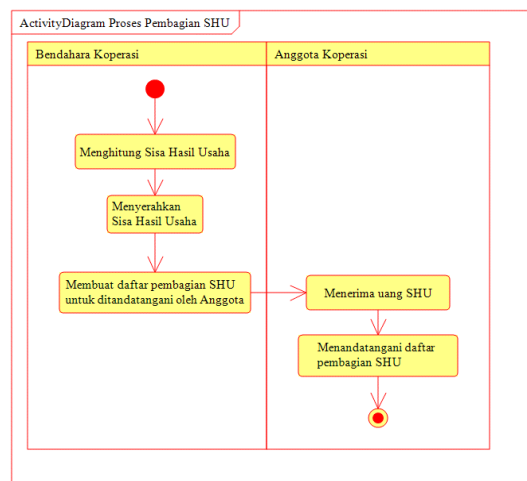 ActivityDiagram Proses Pembagian SHU
Bendahara Koperasi
Anggota Koperasi
Menghitung Sisa Hasil Usaha
Menyerahkan
Sisa Hasil Usaha
Membuat daftar pembagian SHU
untuk ditandatangani oleh Anggota
Menerima uang SHU
Menandatangani daftar
pembagian SHU